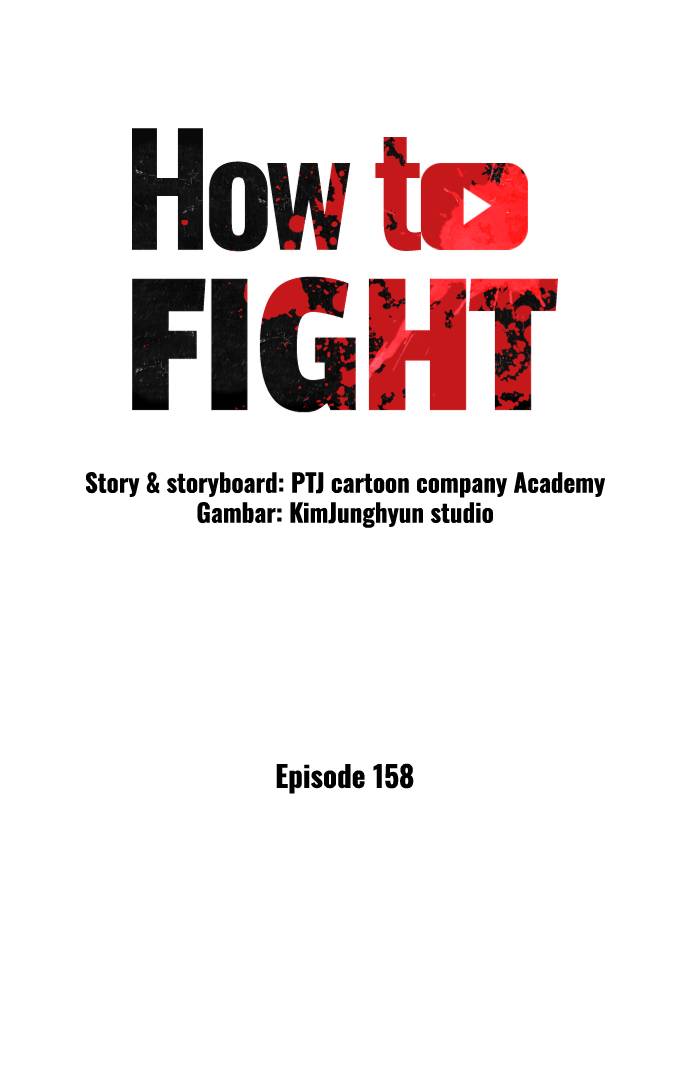 How to
FIGHT
Story & storyboard: PTJ cartoon company Academy
Gambar: KimJunghyun studio
Episode 158